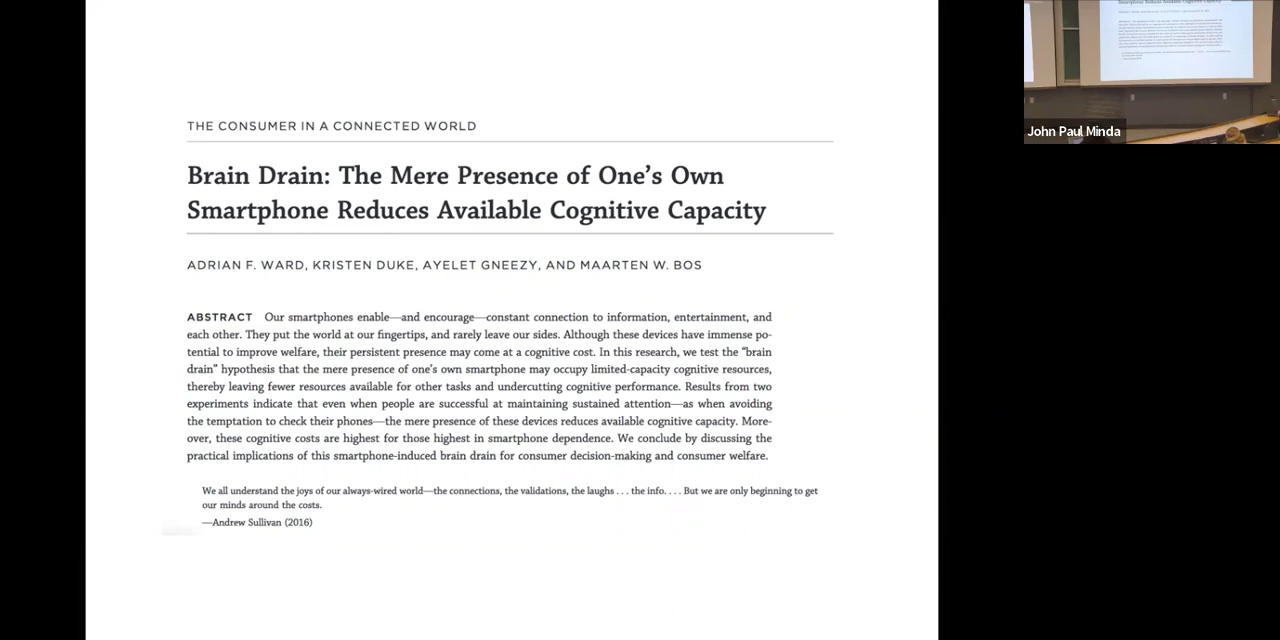 THE CONSUMER IN A CONNECTED WORLD
Brain Drain: The Mere Presence of One’s Own
Smartphone Reduces Available Cognitive Capacity
ADRIAN F. WARD, KRISTEN DUKE, AYELET GNEEZY, AND MAARTEN W. BOS
ABSTRACT Our smartphones enable—and encourage—constant connection to information, entertainment, and
each other. They put the world at our fingertips, and rarely leave our sides. Although these devices have immense po-
tential to improve welfare, their persistent presence may come at a cognitive cost. In this research, we test the “brain
drain” hypothesis that the mere presence of one’s own smartphone may occupy limited-capacity cognitive resources,
thereby leaving fewer resources available for other tasks and undercutting cognitive performance. Results from two
experiments indicate that even when people are successful at maintaining sustained attention—as when avoiding
the temptation to check their phones—the mere presence of these devices reduces available cognitive capacity. More-
over, these cognitive costs are highest for those highest in smartphone dependence. We conclude by discussing the
practical implications of this smartphone-induced brain drain for consumer decision-making and consumer welfare.
We all understand the joys of our always-wired world—the connections, the validations, the laughs . . . the info. . . . But we are only beginning to get
our minds around the costs.
—Andrew Sullivan (2016)
Smartphone Reduces Available Cognitive Capacity
John Paul Minda